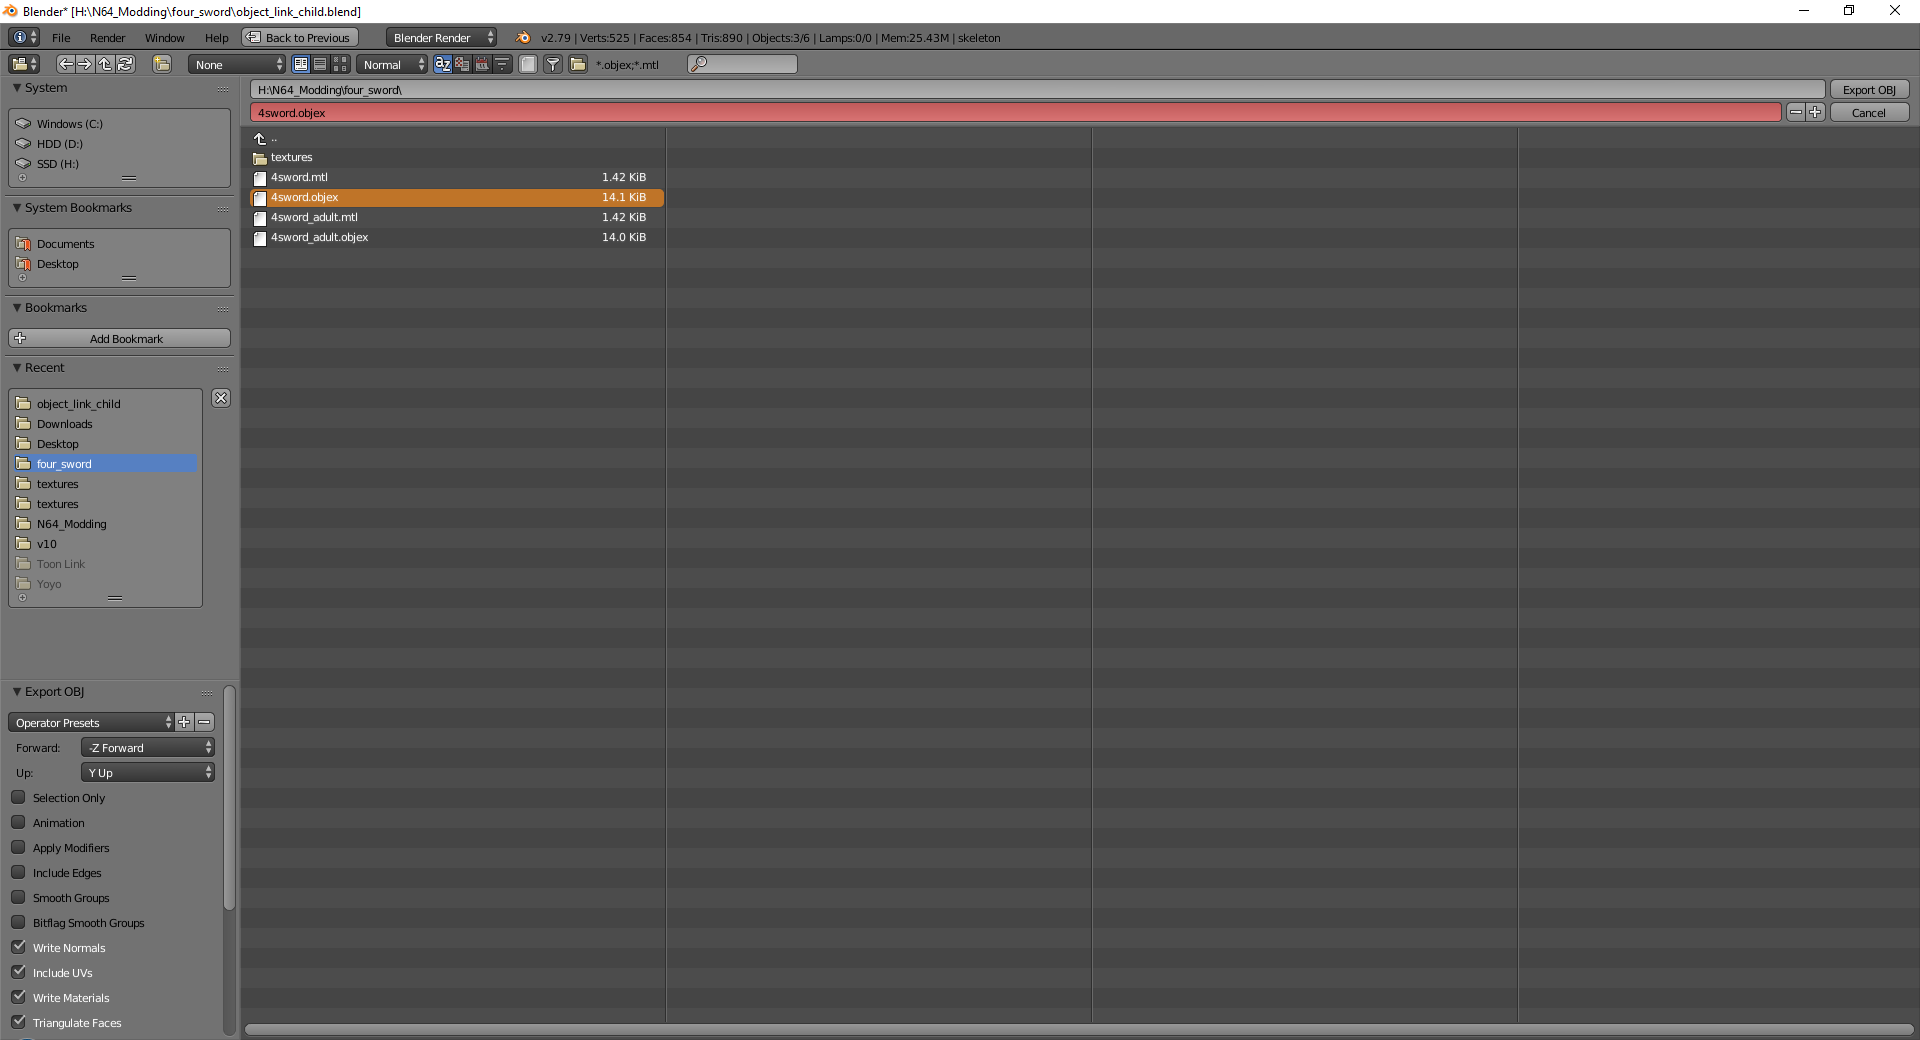 Blender* [H:\N64_Modding\four_sword\object_link_child.blend]
File Render Window Help Back to Previous Blender Render v2.79 | Verts:525 | Faces:854 | Tris:890 | Objects:3/6 | Lamps:0/0 | Mem:25.43M | skeleton
None Normal *.objex;*.mtl
System
Windows (C:)
HDD (D:)
SSD (H:)
System Bookmarks
Documents
Desktop
Bookmarks
Add Bookmark
Recent
object_link_child
Downloads
Desktop
four_sword
textures
textures
N64_Modding
v10
Toon Link
Yoyo
Export OBJ
Operator Presets
Forward: -Z Forward
Up: Y Up
Selection Only
Animation
Apply Modifiers
Include Edges
Smooth Groups
Bitflag Smooth Groups
Write Normals
Include UVs
Write Materials
Triangulate Faces
H:\N64_Modding\four_sword\ Export OBJ
4sword.objex Cancel
..
textures
4sword.mtl 1.42 KiB
4sword.objex 14.1 KiB
4sword_adult.mtl 1.42 KiB
4sword_adult.objex 14.0 KiB